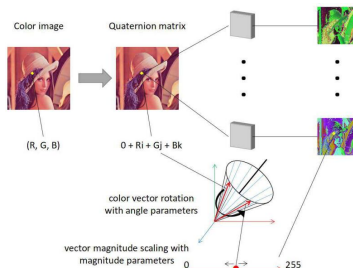 Color image
Quaternion matrix
(R, G, B)
0 + Ri + Gj + Bk
color vector rotation
with angle parameters
vector magnitude scaling with
magnitude parameters
0
255